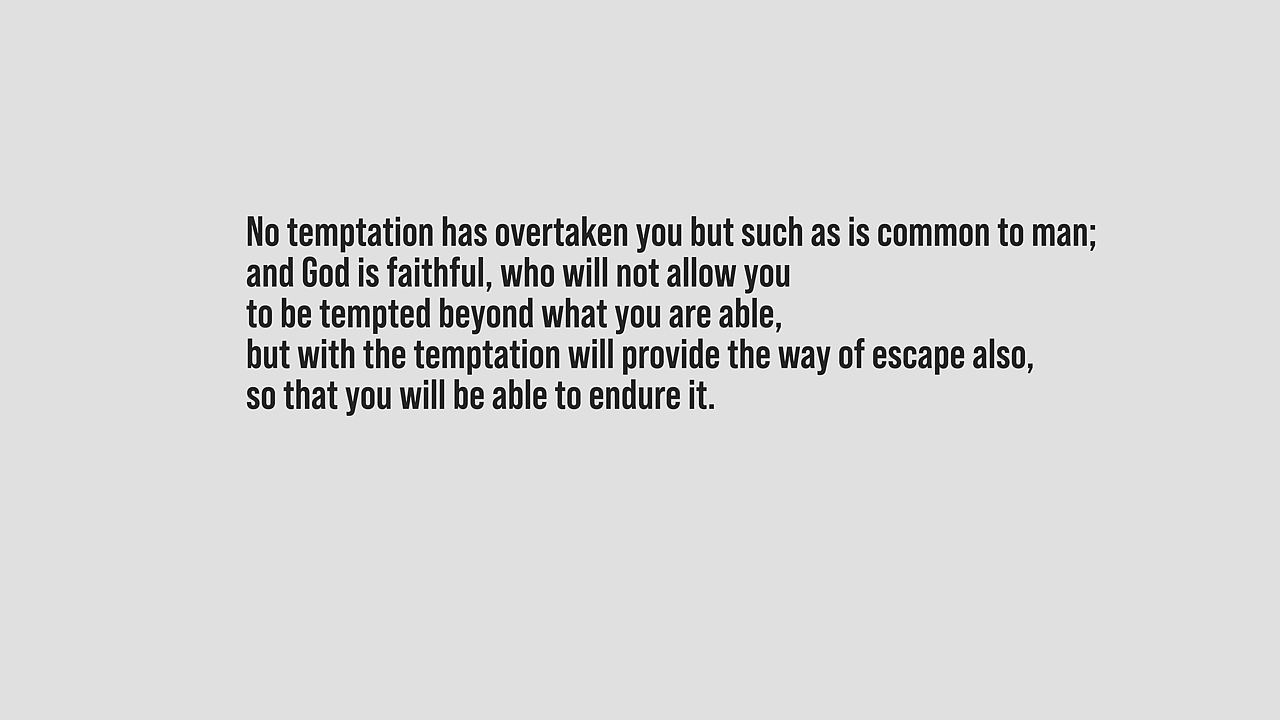 No temptation has overtaken you but such as is common to man;
and God is faithful, who will not allow you
to be tempted beyond what you are able,
but with the temptation will provide the way of escape also,
so that you will be able to endure it.